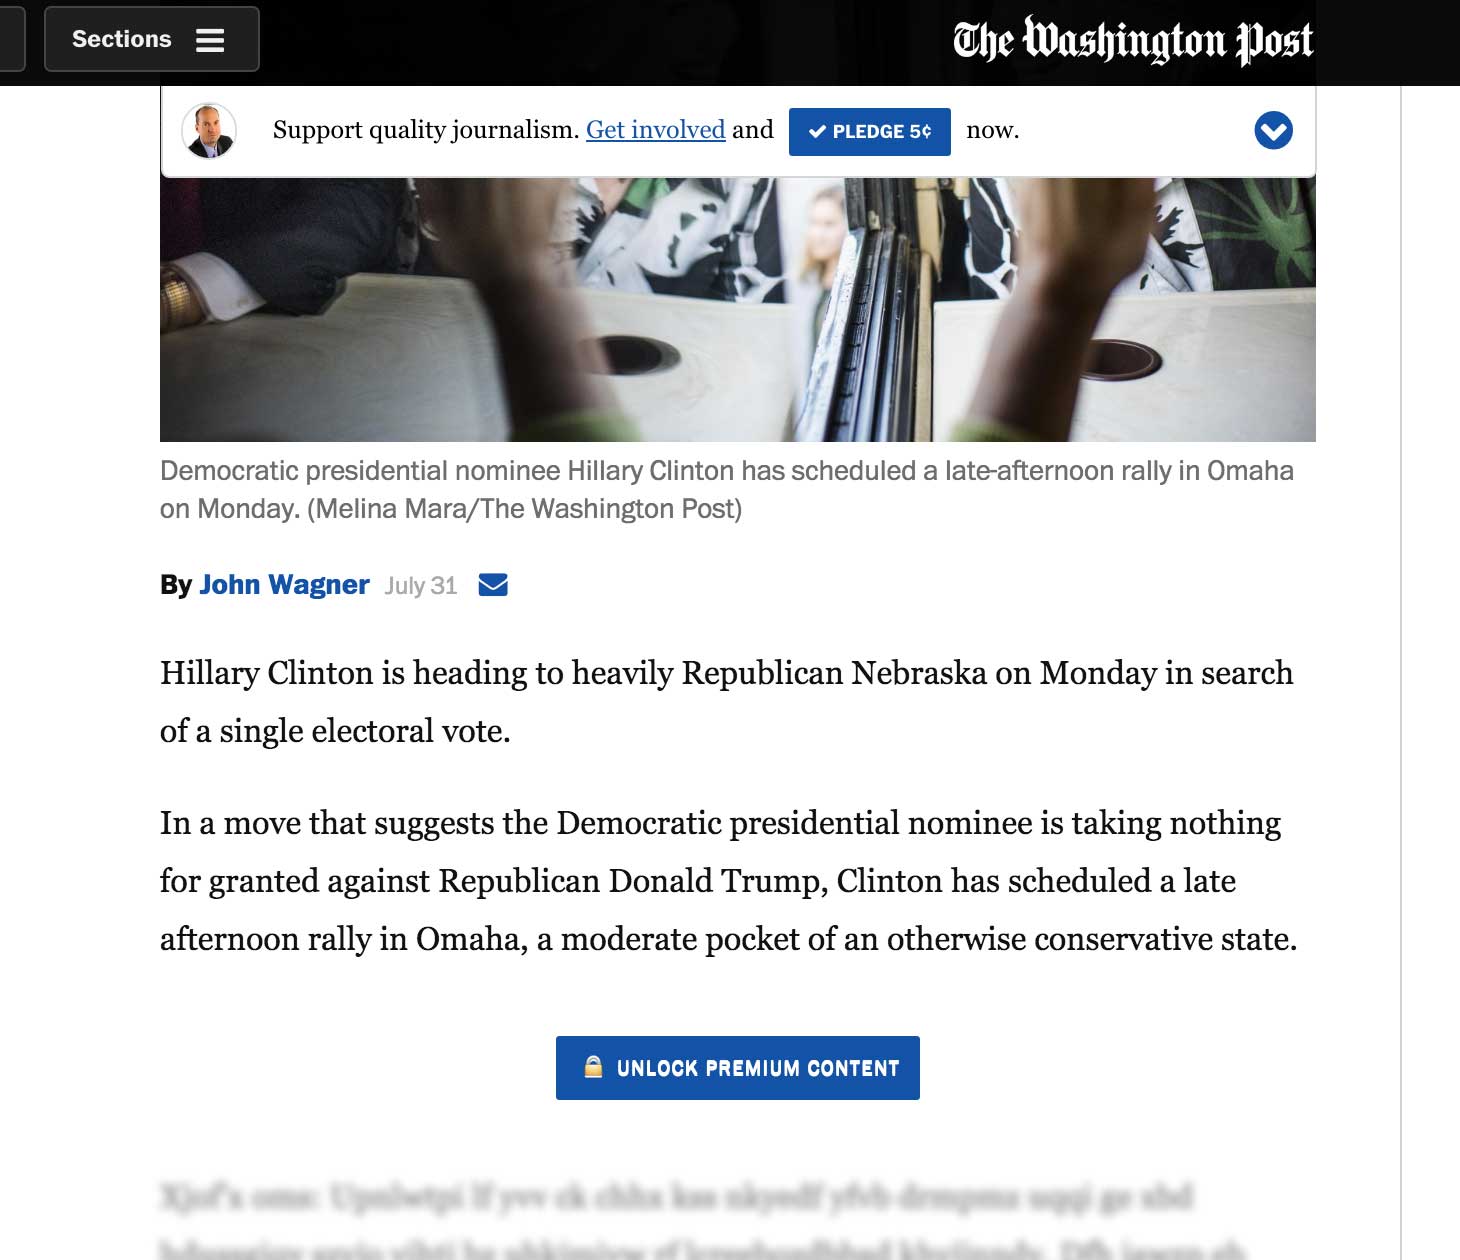 Sections
The Washington Post
Support quality journalism. Get involved and PLEDGE 5¢ now.
Democratic presidential nominee Hillary Clinton has scheduled a late-afternoon rally in Omaha
on Monday. (Melina Mara/The Washington Post)
By John Wagner July 31
Hillary Clinton is heading to heavily Republican Nebraska on Monday in search
of a single electoral vote.
In a move that suggests the Democratic presidential nominee is taking nothing
for granted against Republican Donald Trump, Clinton has scheduled a late
afternoon rally in Omaha, a moderate pocket of an otherwise conservative state.
UNLOCK PREMIUM CONTENT